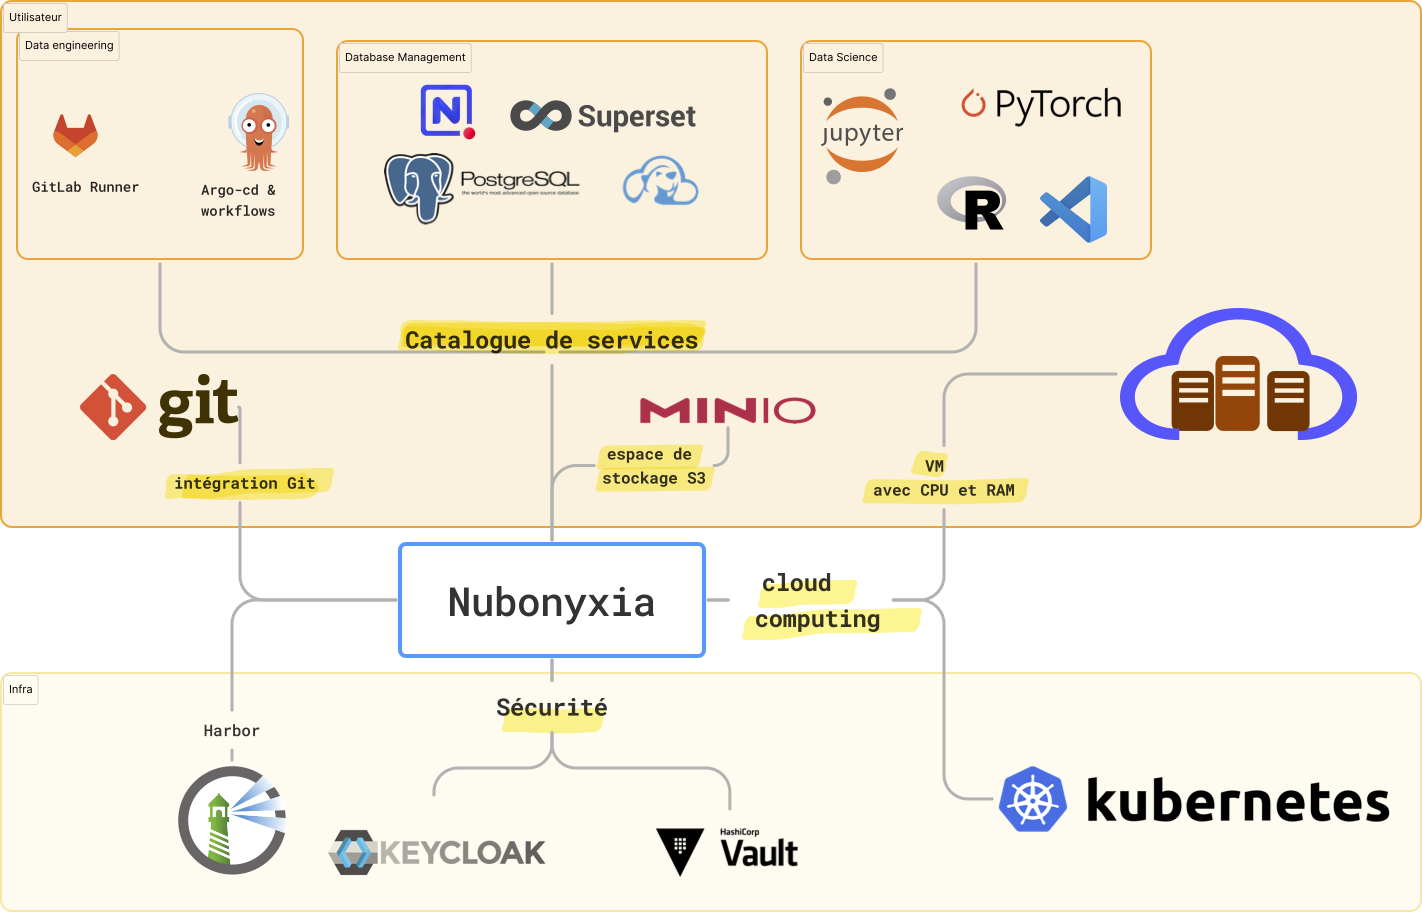 Utilisateur
Data engineering
GitLab Runner
Argo-cd &
workflows
Database Management
N
Superset
PostgreSQL
the world's most advanced open source database
Data Science
jupyter
PyTorch
R
Catalogue de services
git
intégration Git
MINIO
espace de
stockage S3
VM
avec CPU et RAM
Nubonyxia
cloud
computing
Infra
Harbor
Sécurité
KEYCLOAK
HashiCorp
Vault
kubernetes